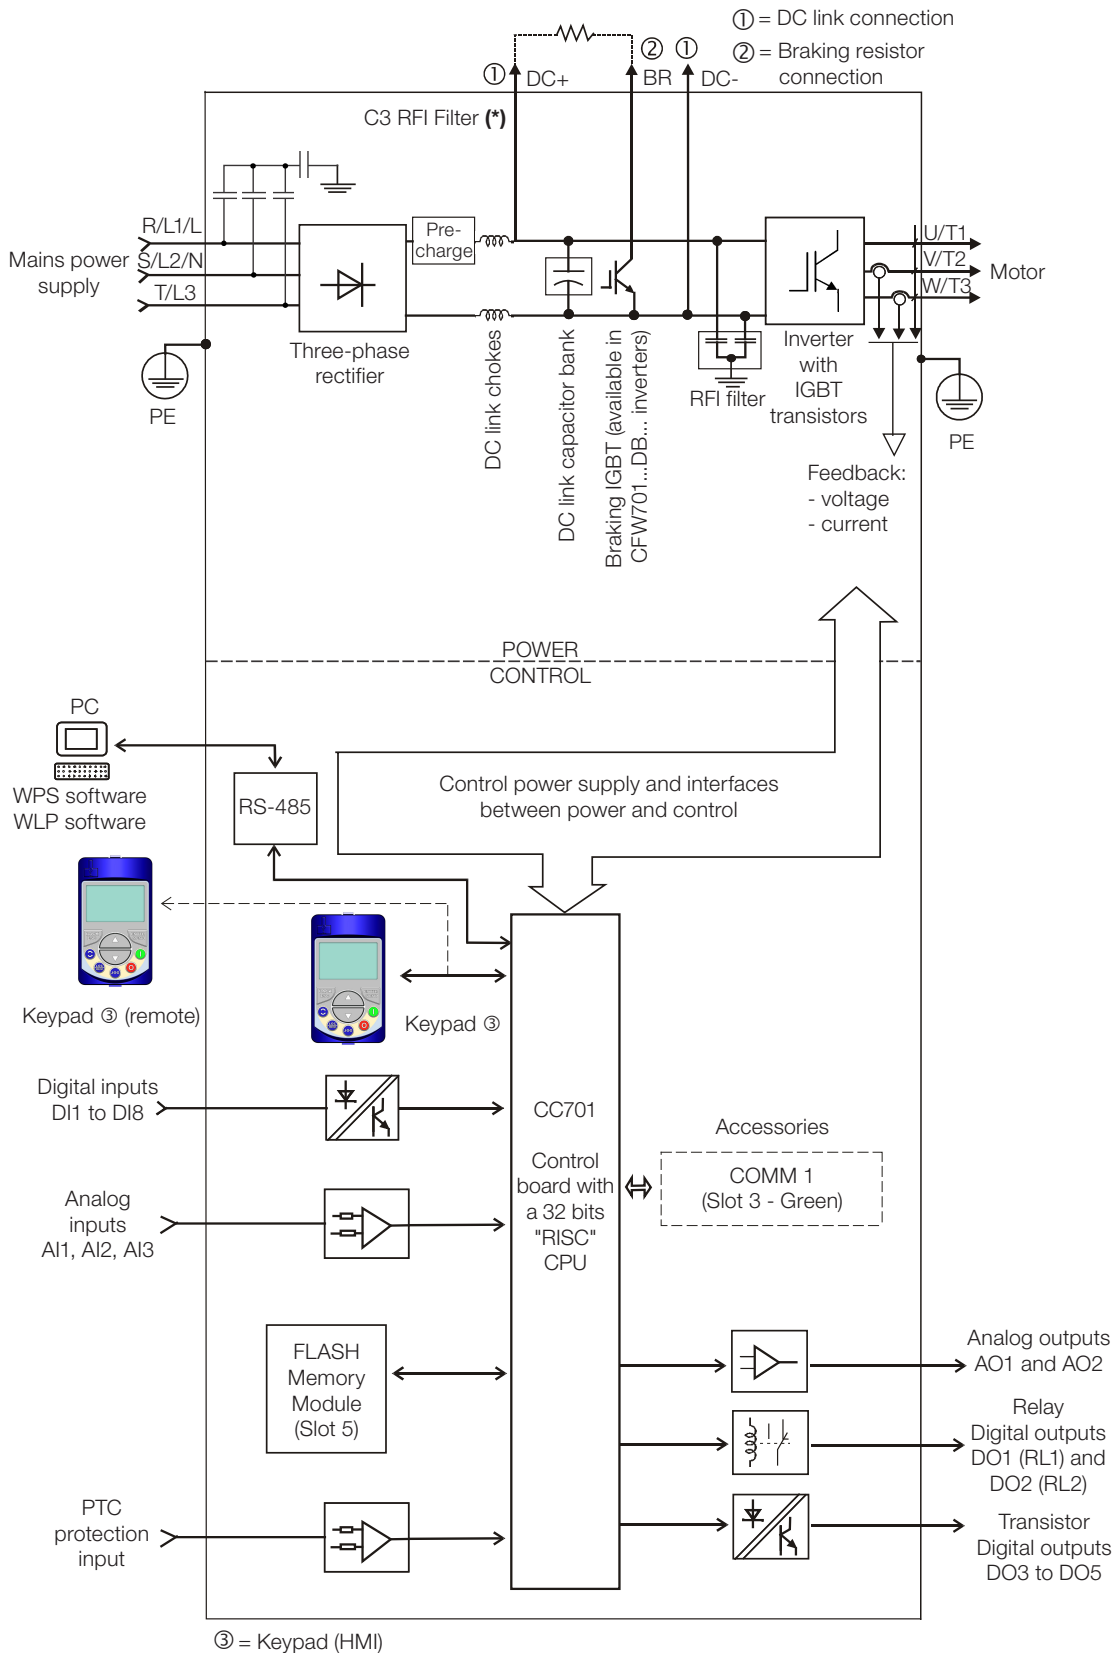 ① = DC link connection
② = Braking resistor
connection
① DC+
② BR
① DC-
C3 RFI Filter (*)
R/L1/L
S/L2/N
T/L3
Mains power
supply
Pre-
charge
U/T1
V/T2
W/T3
Motor
Three-phase
rectifier
PE
DC link chokes
DC link capacitor bank
Braking IGBT (available in
CFW701...DB... inverters)
RFI filter
Inverter
with
IGBT
transistors
PE
Feedback:
- voltage
- current
POWER
CONTROL
PC
WPS software
WLP software
RS-485
Control power supply and interfaces
between power and control
Keypad ③ (remote)
Keypad ③
Digital inputs
DI1 to DI8
Analog
inputs
AI1, AI2, AI3
CC701
Control
board with
a 32 bits
"RISC"
CPU
Accessories
COMM 1
(Slot 3 - Green)
FLASH
Memory
Module
(Slot 5)
PTC
protection
input
Analog outputs
AO1 and AO2
Relay
Digital outputs
DO1 (RL1) and
DO2 (RL2)
Transistor
Digital outputs
DO3 to DO5
③ = Keypad (HMI)